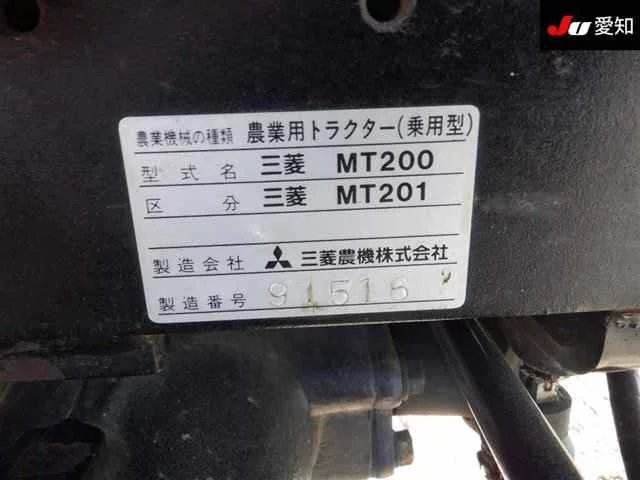 JU 愛知
農業機械の種類 農業用トラクター(乗用型)
型式名 三菱 MT200
区分 三菱 MT201
製造会社 三菱農機株式会社
製造番号 91516